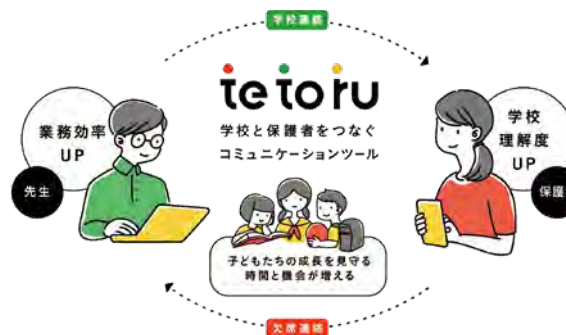 学校連絡
tetoru
学校と保護者をつなぐ
コミュニケーションツール
業務効率
UP
先生
学校
理解度
UP
保護
子どもたちの成長を見守る
時間と機会が増える
欠席連絡